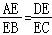 AE/EB = DE/EC